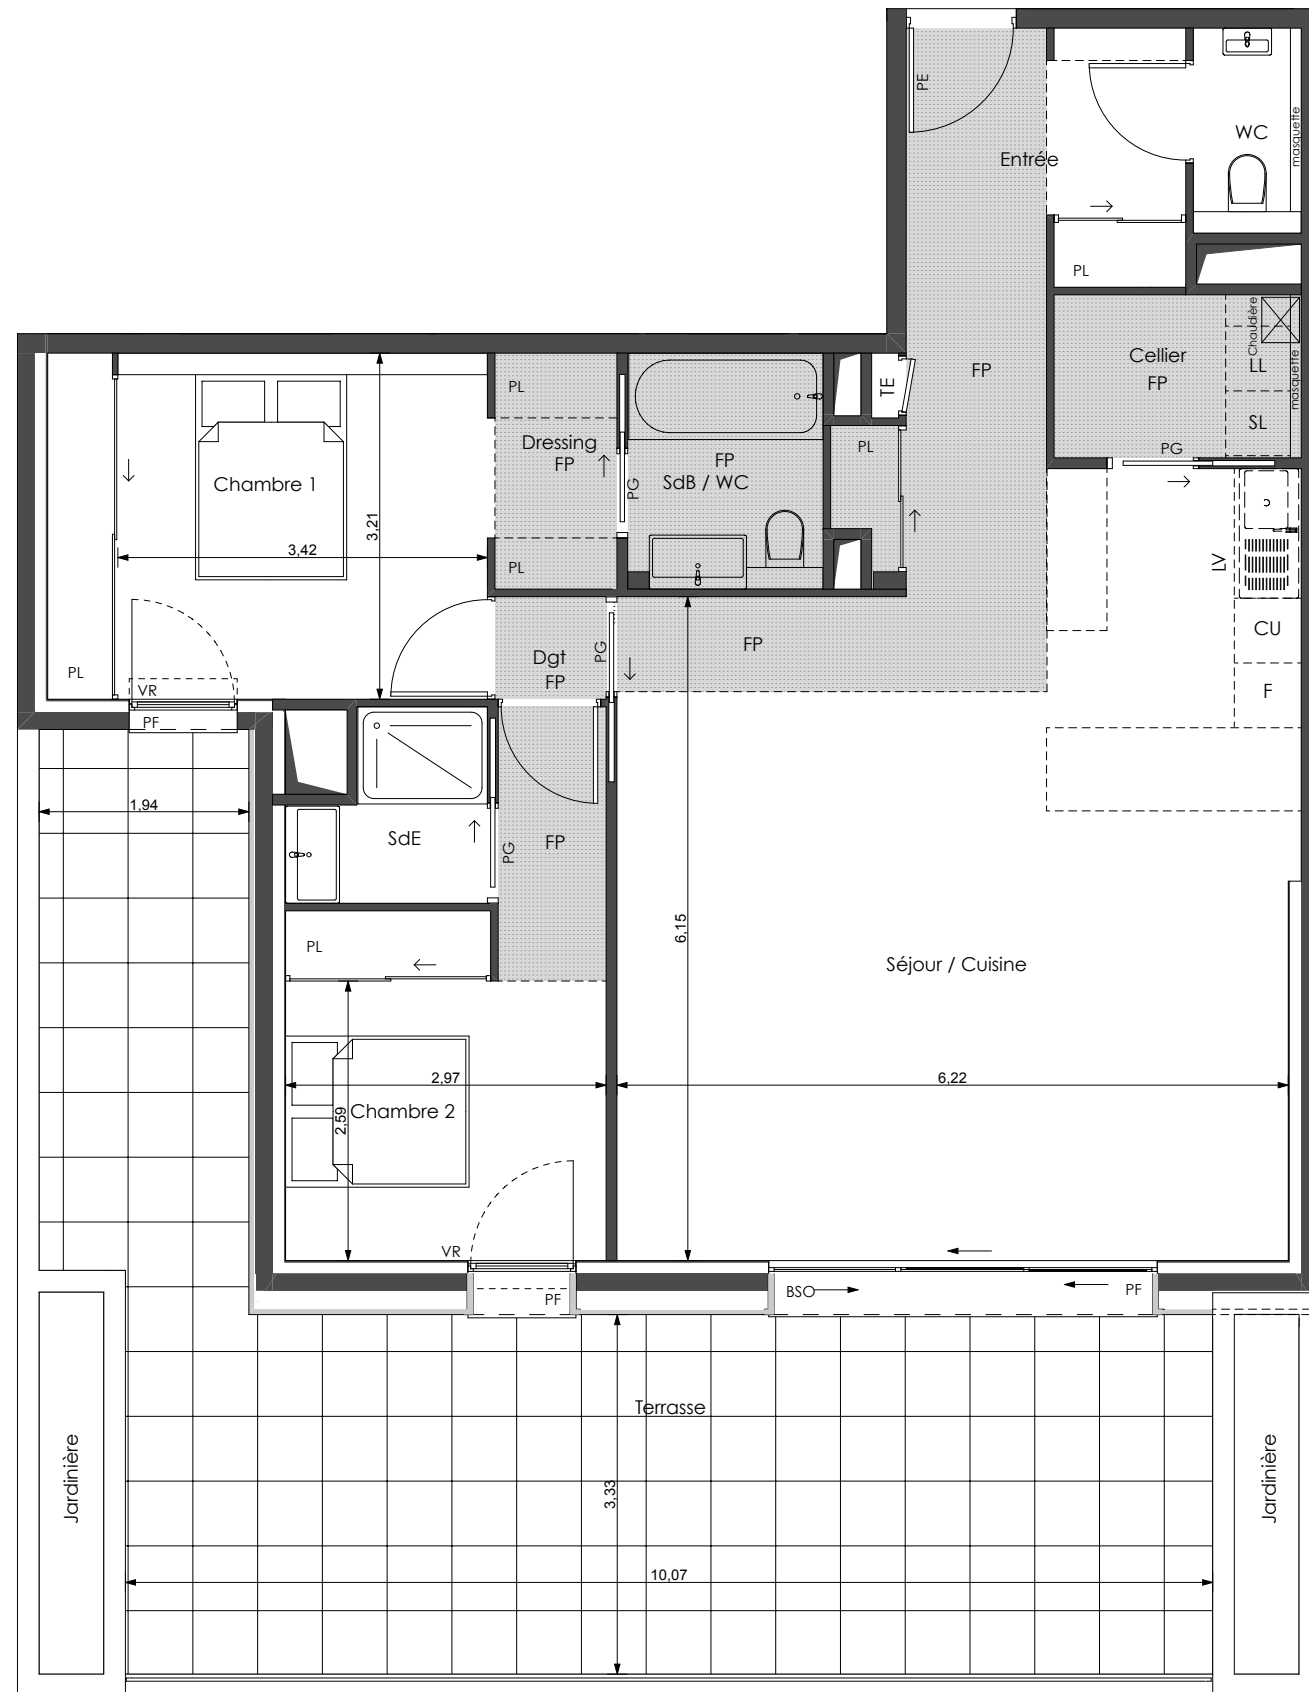 PE
WC
masquette
Entrée
PL
Chaudière
Cellier
FP
LL
masquette
SL
PG
FP
TE
PL
PL
Dressing
FP
PG
FP
SdB / WC
Chambre 1
3,21
3,42
PL
LV
CU
F
PL
VR
PF
Dgt
FP
PG
FP
1,94
SdE
PG
FP
PL
6,15
Séjour / Cuisine
2,97
6,22
2,59
Chambre 2
VR
PF
BSO
PF
Terrasse
Jardinière
3,33
Jardinière
10,07